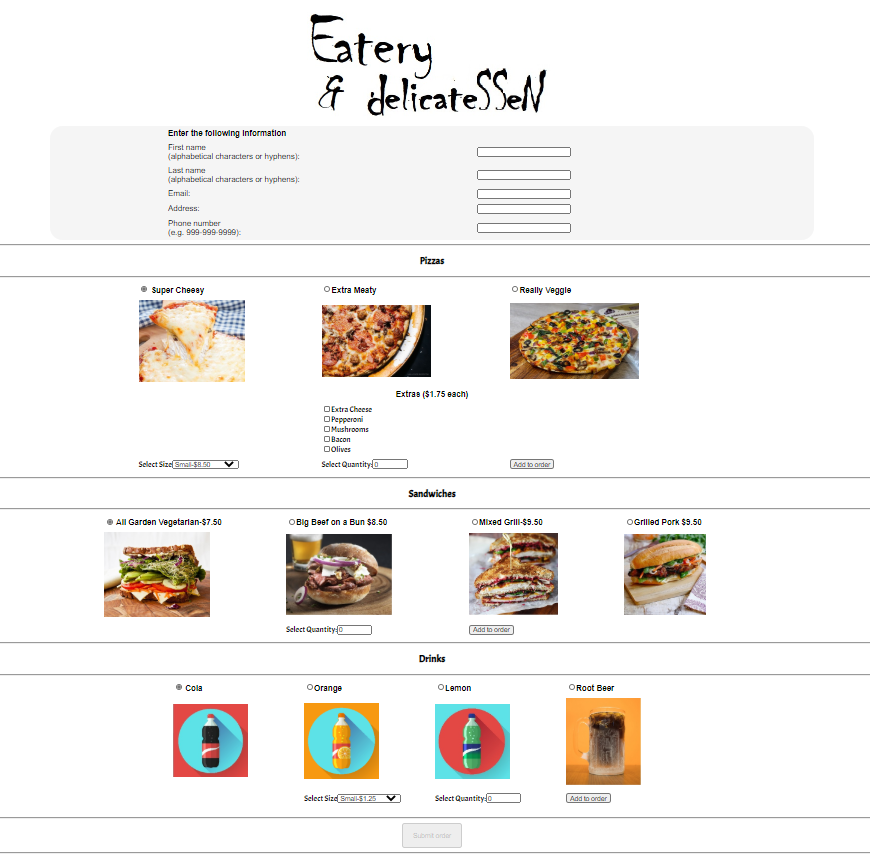 Eatery
& delicateSSeN
Enter the following information
First name
(alphabetical characters or hyphens):
Last name
(alphabetical characters or hyphens):
Email:
Address:
Phone number
(e.g. 999-999-9999):
Pizzas
Super Cheesy Extra Meaty Really Veggie
Extras ($1.75 each)
Extra Cheese
Pepperoni
Mushrooms
Bacon
Olives
Select Size Small-$8.50 Select Quantity: 0 Add to order
Sandwiches
All Garden Vegetarian-$7.50 Big Beef on a Bun $8.50 Mixed Grill-$9.50 Grilled Pork $9.50
Select Quantity: 0 Add to order
Drinks
Cola Orange Lemon Root Beer
Select Size Small-$1.25 Select Quantity: 0 Add to order
Submit order